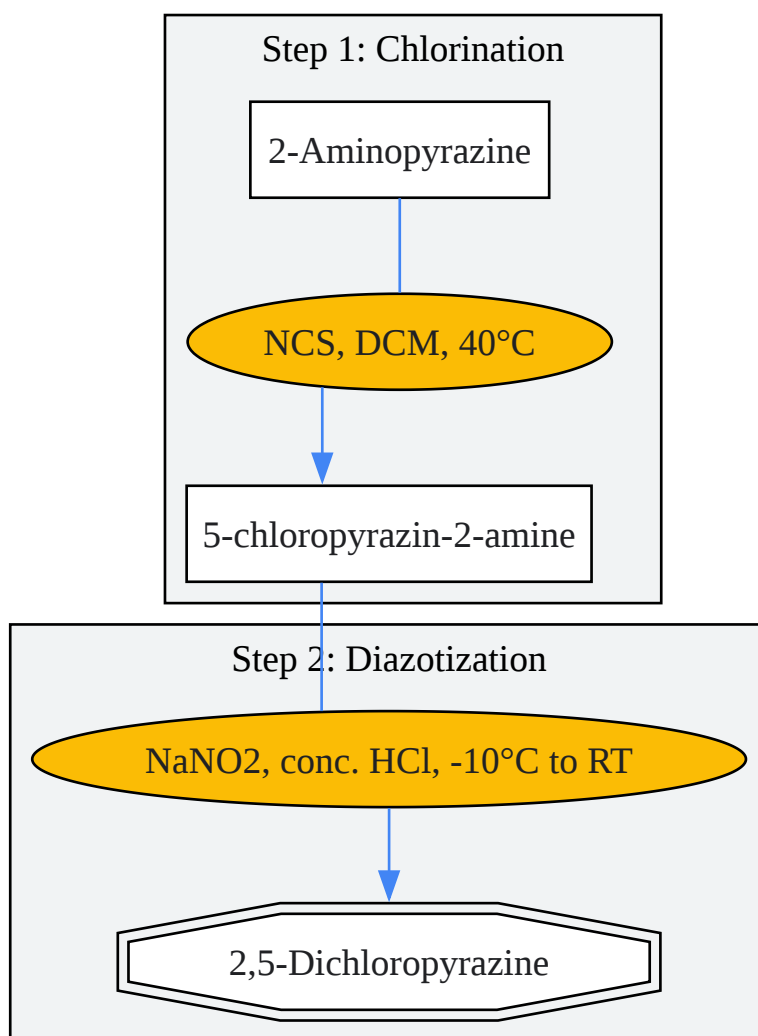 Step 1: Chlorination
2-Aminopyrazine
NCS, DCM, 40°C
5-chloropyrazin-2-amine
Step 2: Diazotization
NaNO2, conc. HCl, -10°C to RT
2,5-Dichloropyrazine